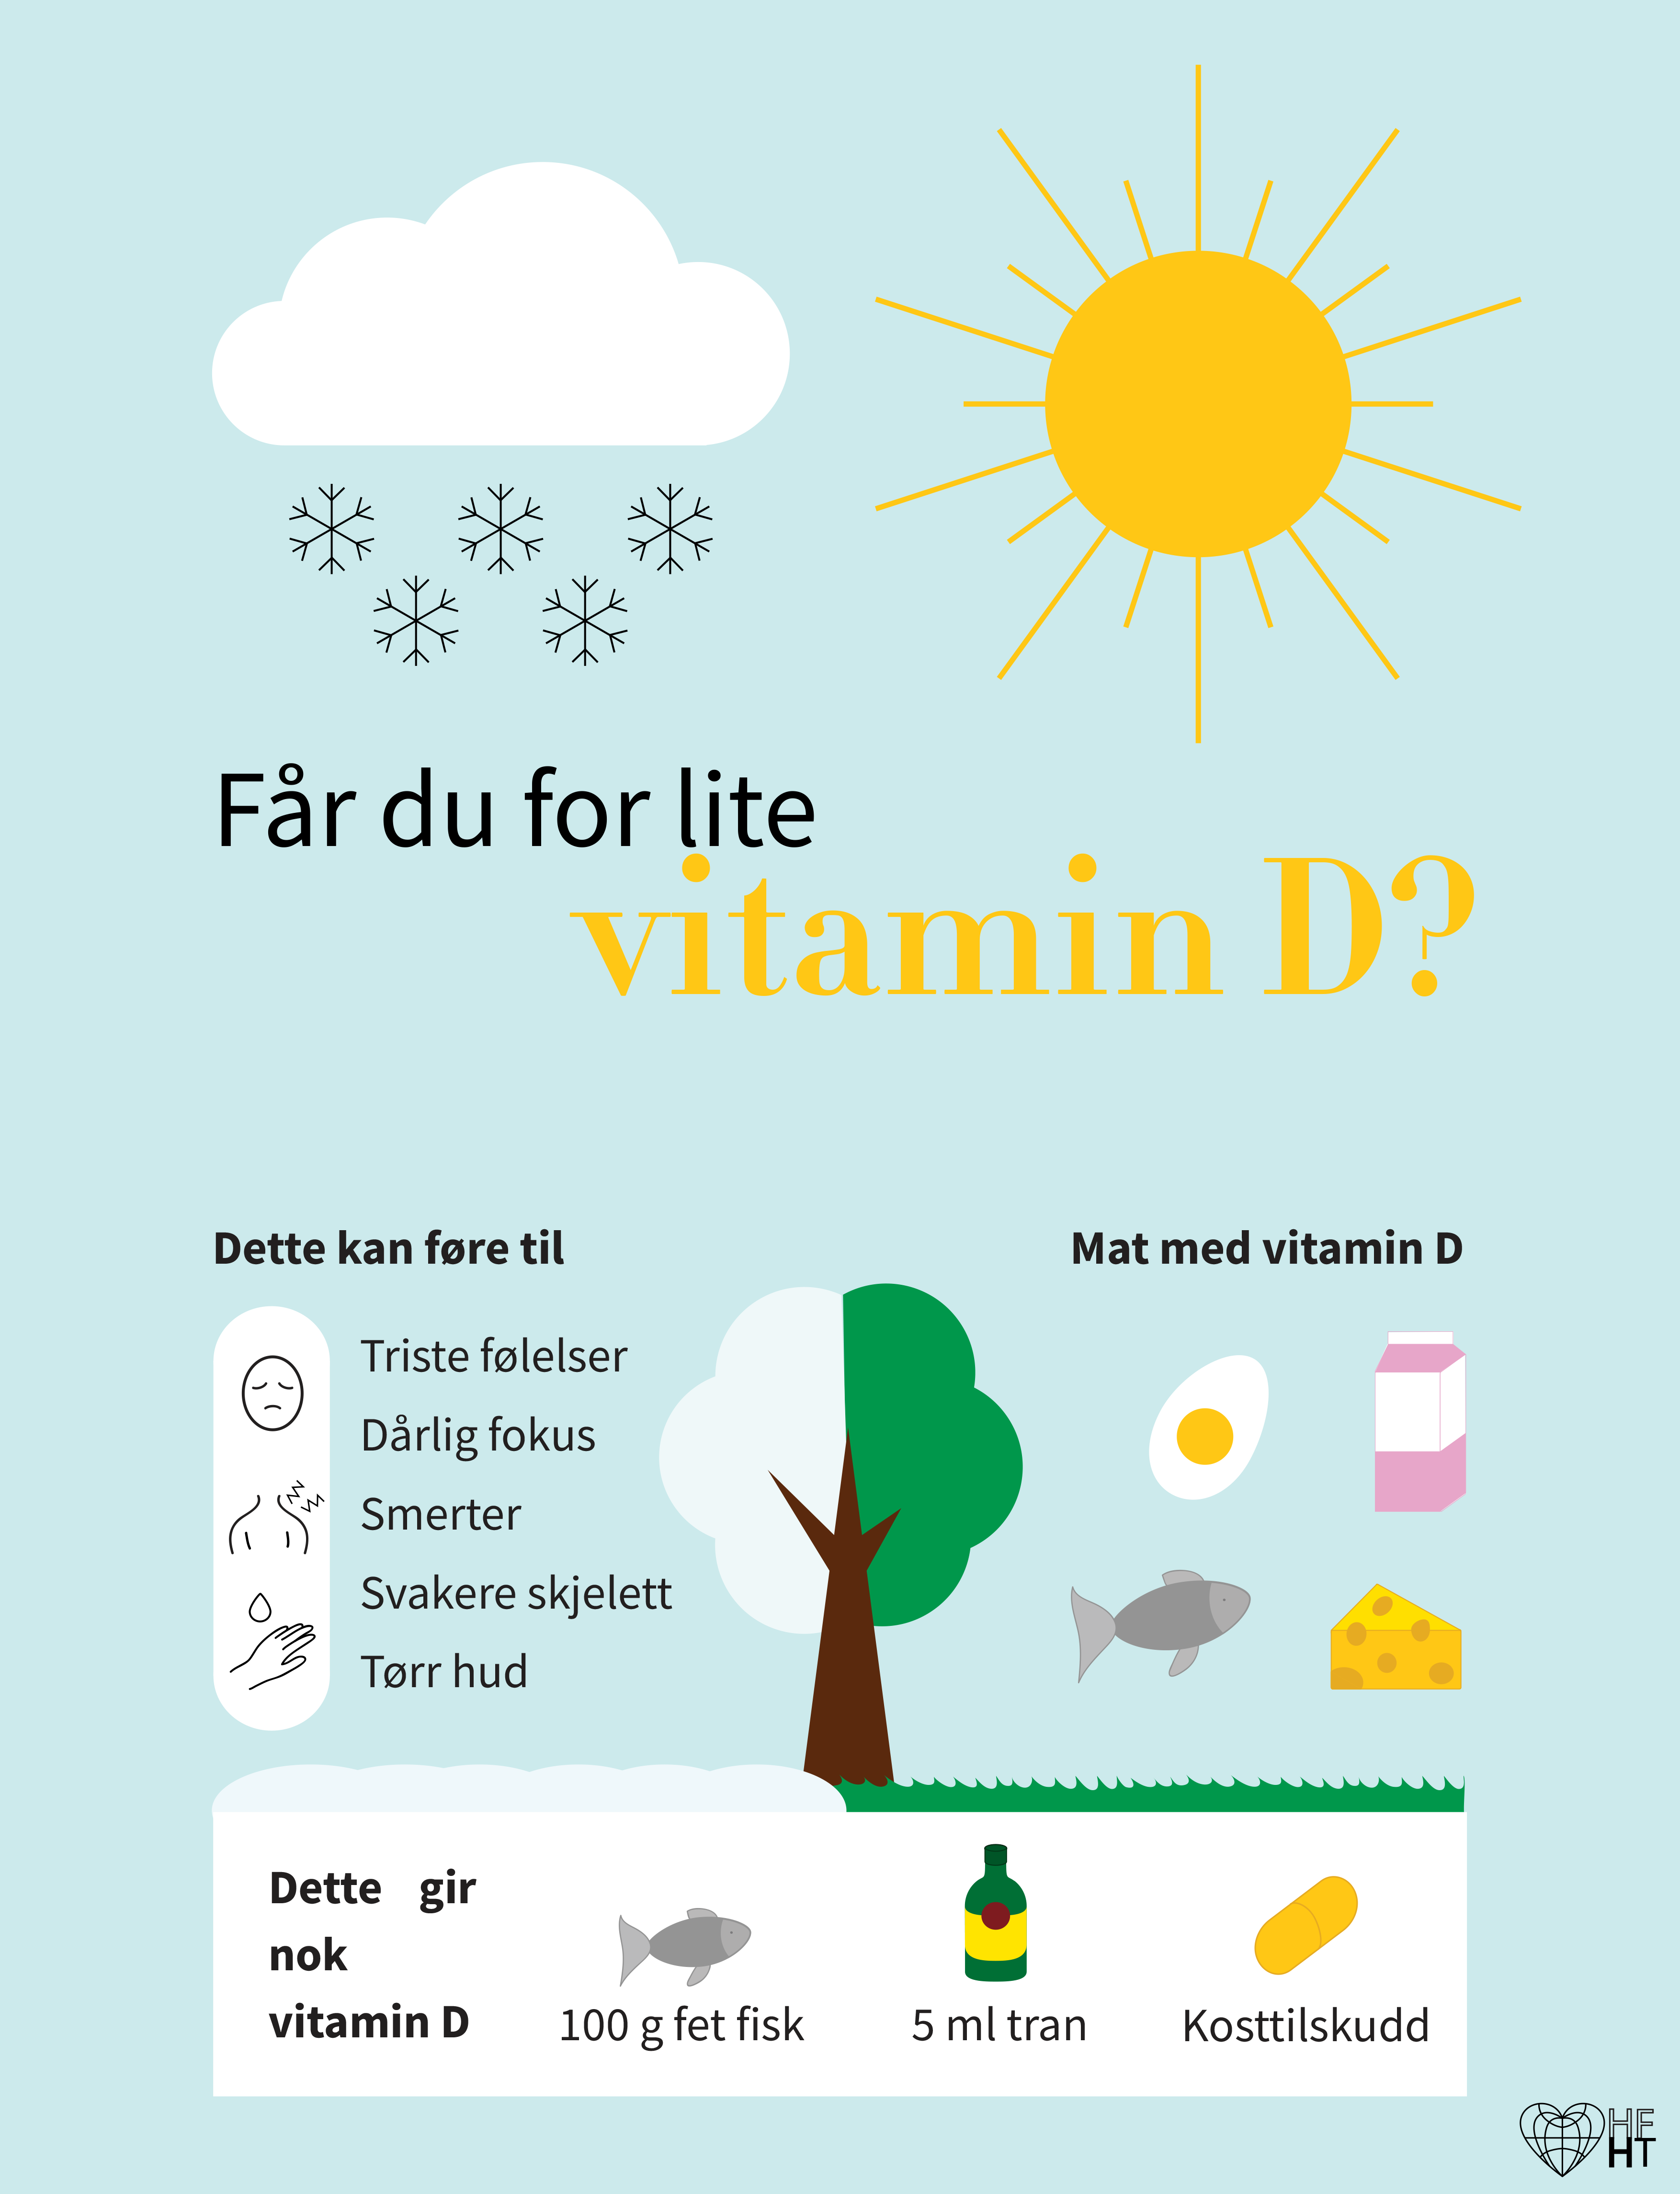 Får du for lite
vitamin D?
Dette kan føre til
Triste følelser
Dårlig fokus
Smerter
Svakere skjelett
Tørr hud
Mat med vitamin D
Dette gir
nok
vitamin D
100 g fet fisk
5 ml tran
Kosttilskudd
HF
HT